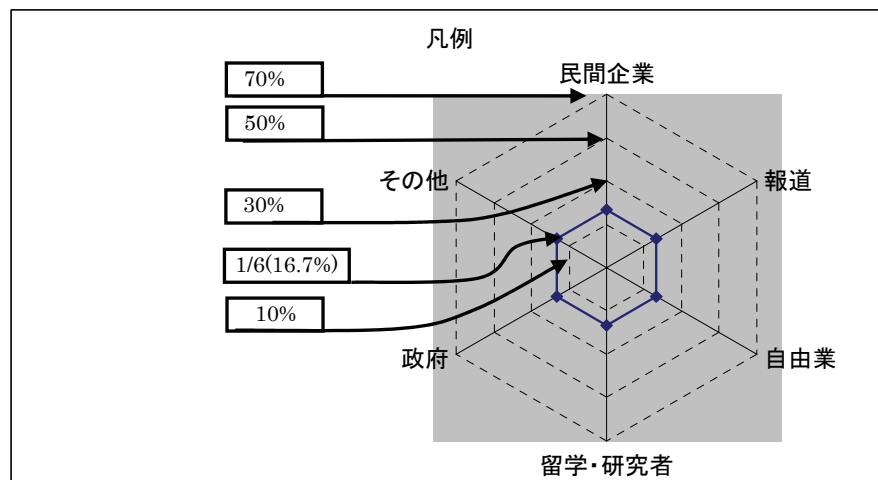 凡例
民間企業
70%
50%
その他
報道
30%
1/6(16.7%)
10%
政府
自由業
留学・研究者